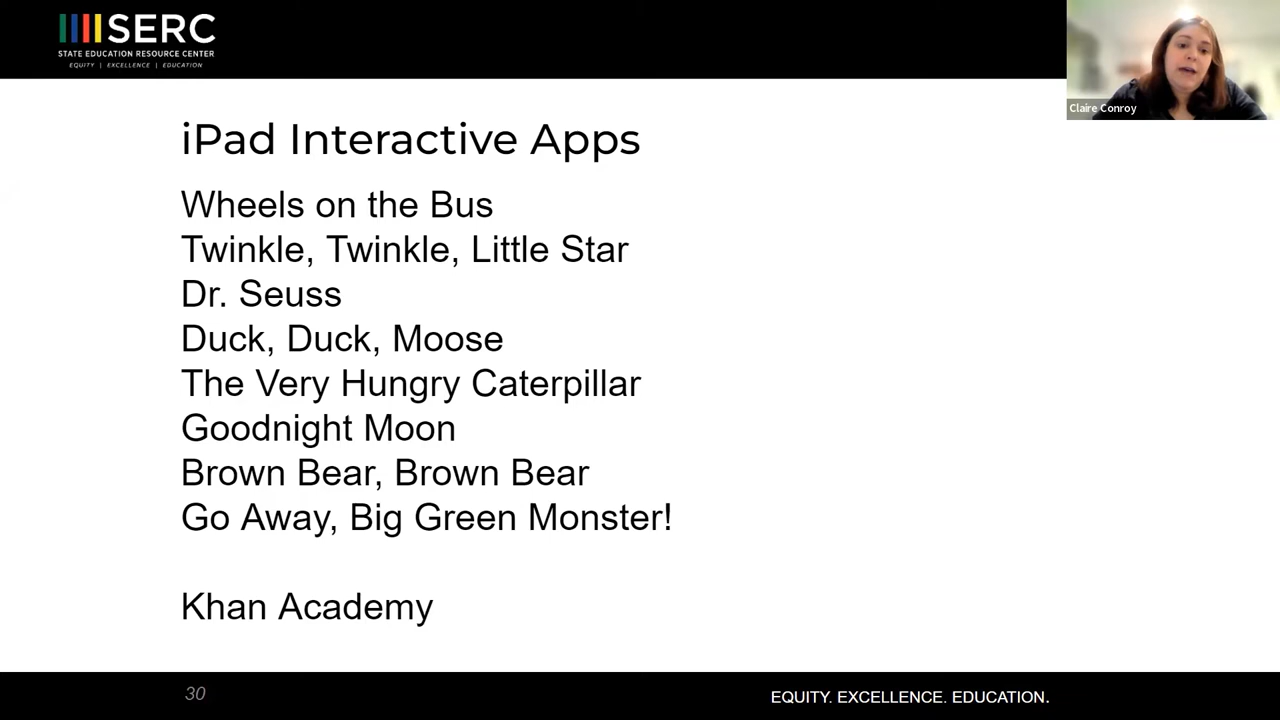 SERC
STATE EDUCATION RESOURCE CENTER
EQUITY | EXCELLENCE | EDUCATION
Claire Conroy
iPad Interactive Apps
Wheels on the Bus
Twinkle, Twinkle, Little Star
Dr. Seuss
Duck, Duck, Moose
The Very Hungry Caterpillar
Goodnight Moon
Brown Bear, Brown Bear
Go Away, Big Green Monster!
Khan Academy
30
EQUITY. EXCELLENCE. EDUCATION.